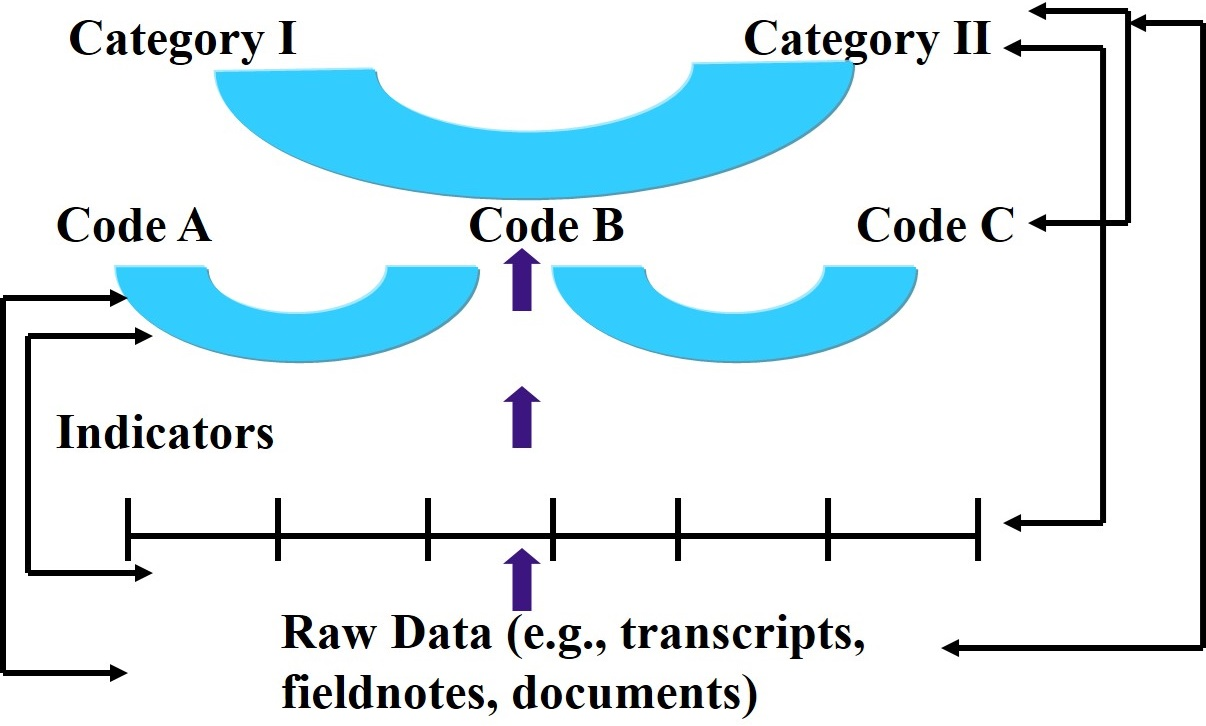 Category I
Category II
Code A
Code B
Code C
Indicators
Raw Data (e.g., transcripts,
fieldnotes, documents)